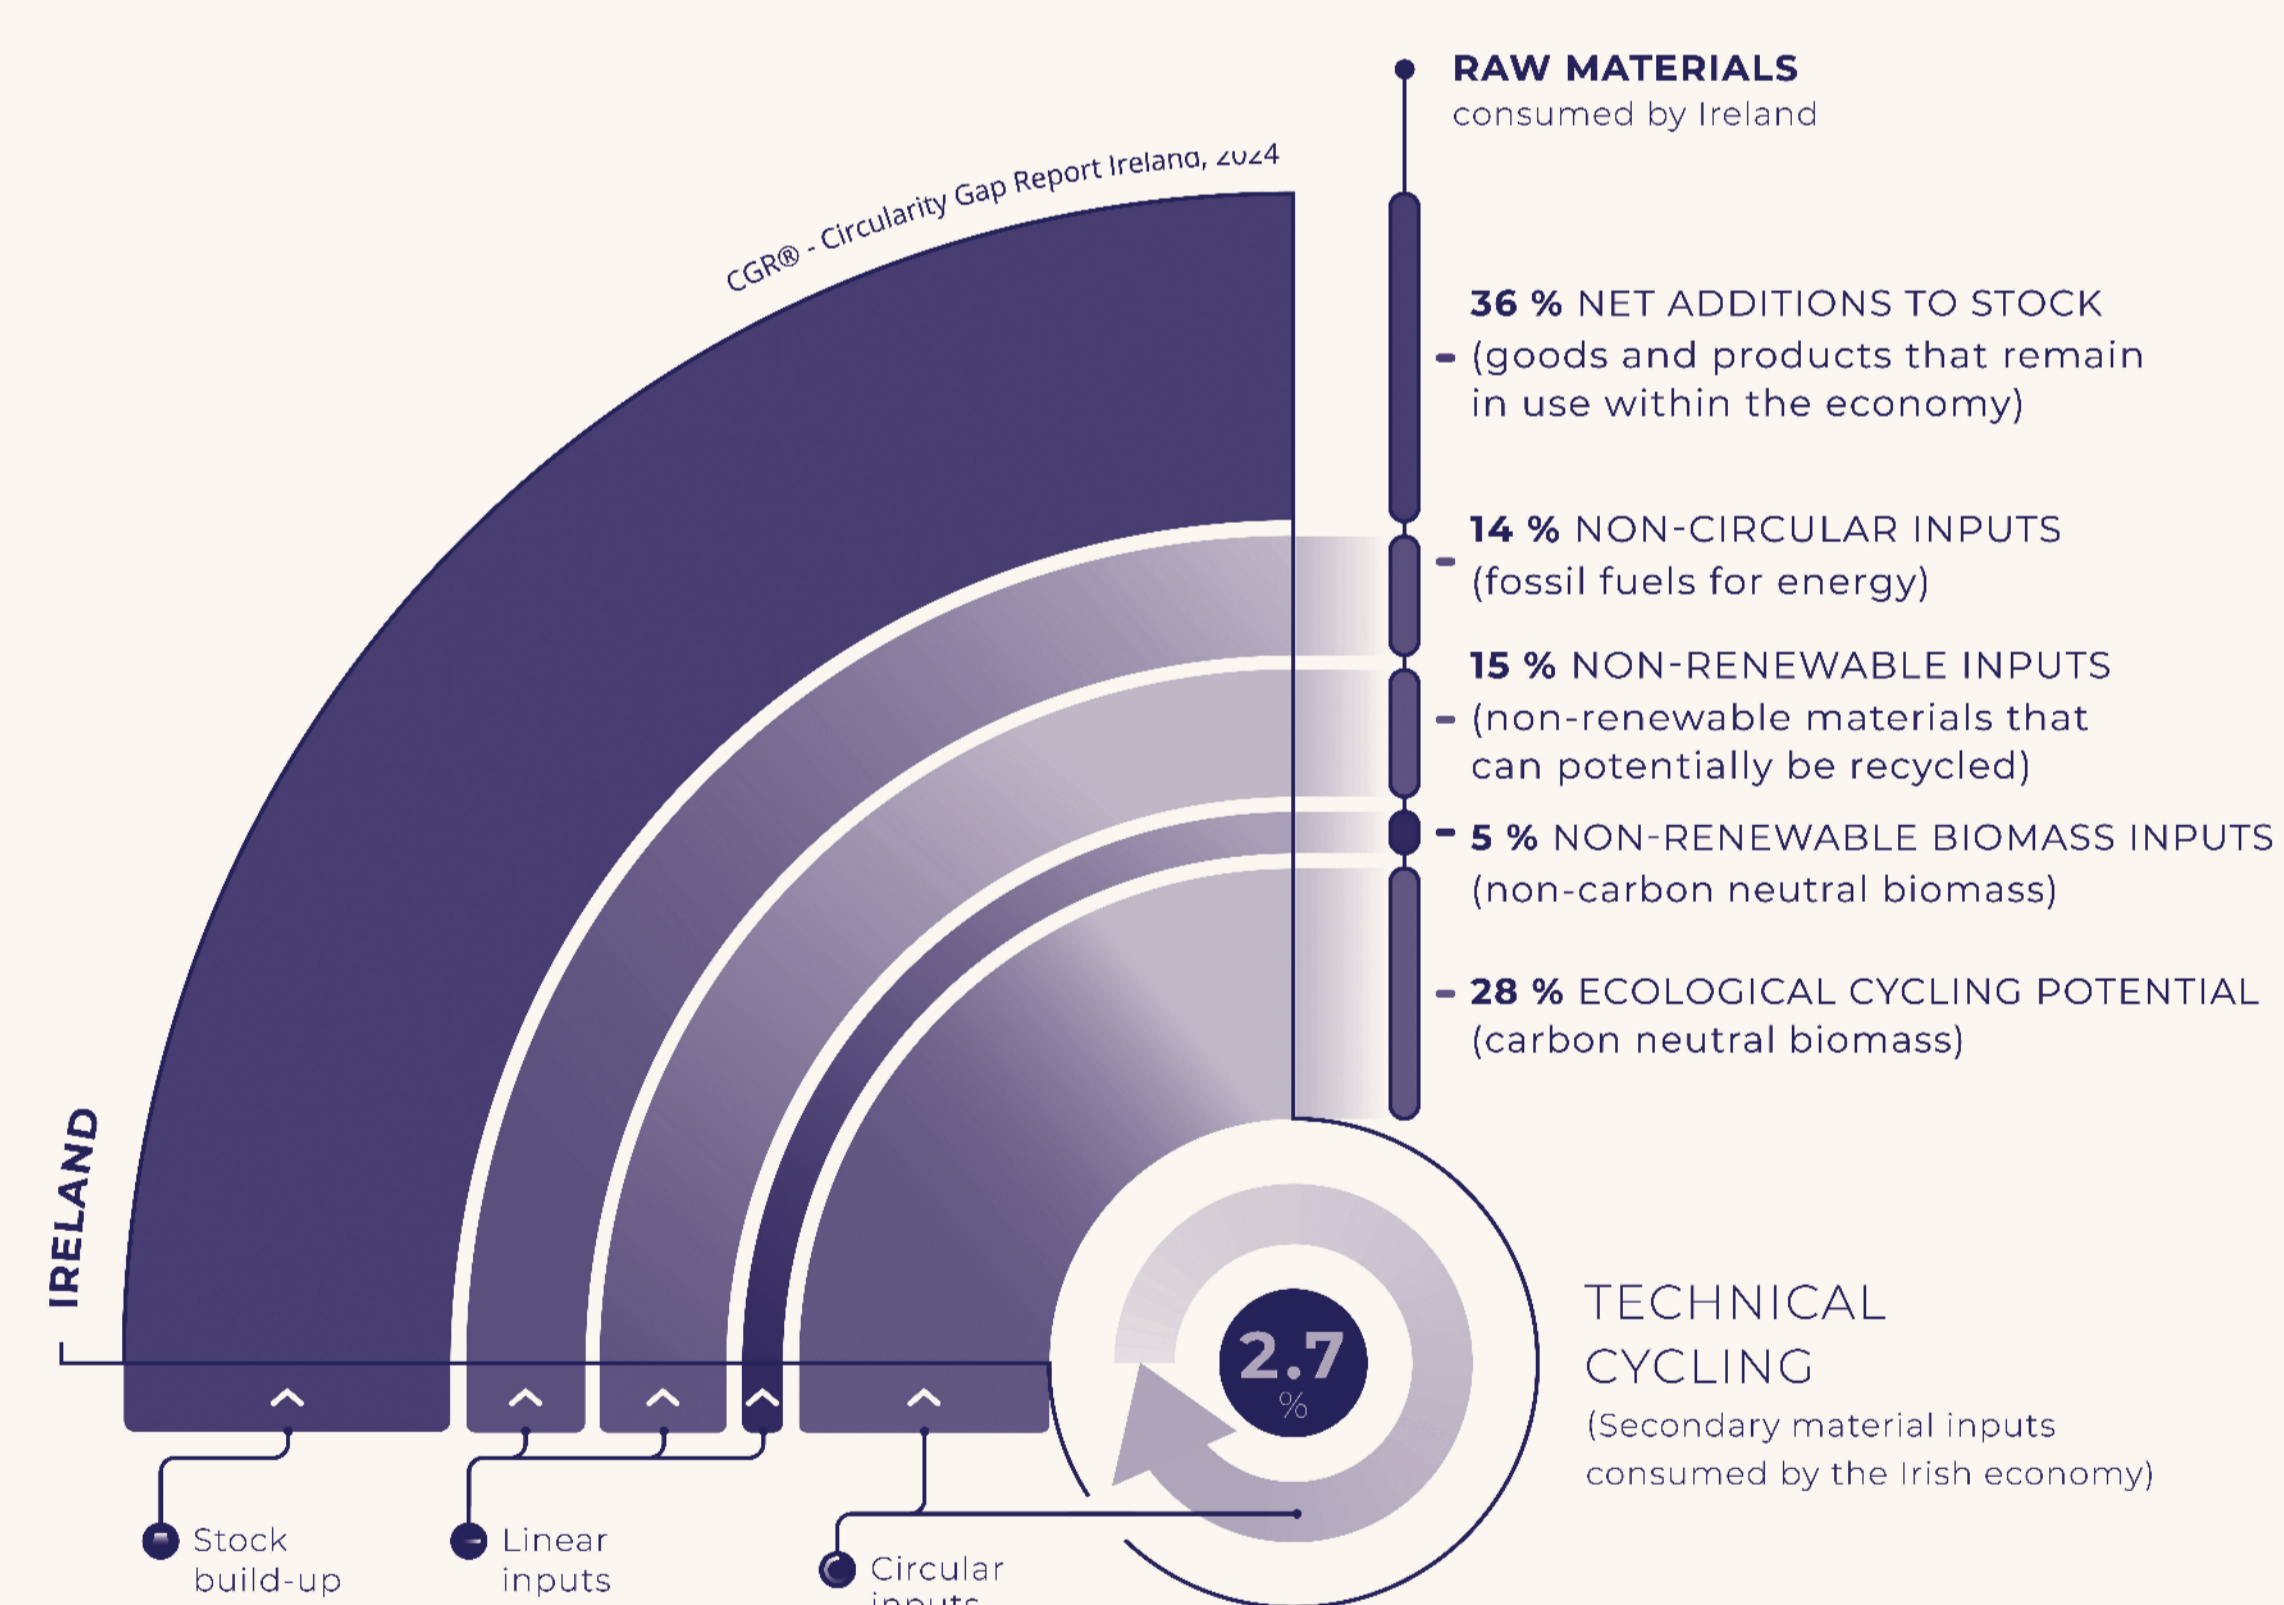 RAW MATERIALS
consumed by Ireland
CGR® - Circularity Gap Report Ireland, 2024
36 % NET ADDITIONS TO STOCK
(goods and products that remain
in use within the economy)
14 % NON-CIRCULAR INPUTS
(fossil fuels for energy)
15 % NON-RENEWABLE INPUTS
(non-renewable materials that
can potentially be recycled)
5 % NON-RENEWABLE BIOMASS INPUTS
(non-carbon neutral biomass)
28 % ECOLOGICAL CYCLING POTENTIAL
(carbon neutral biomass)
IRELAND
2.7
%
TECHNICAL
CYCLING
(Secondary material inputs
consumed by the Irish economy)
Stock
build-up
Linear
inputs
Circular
inputs